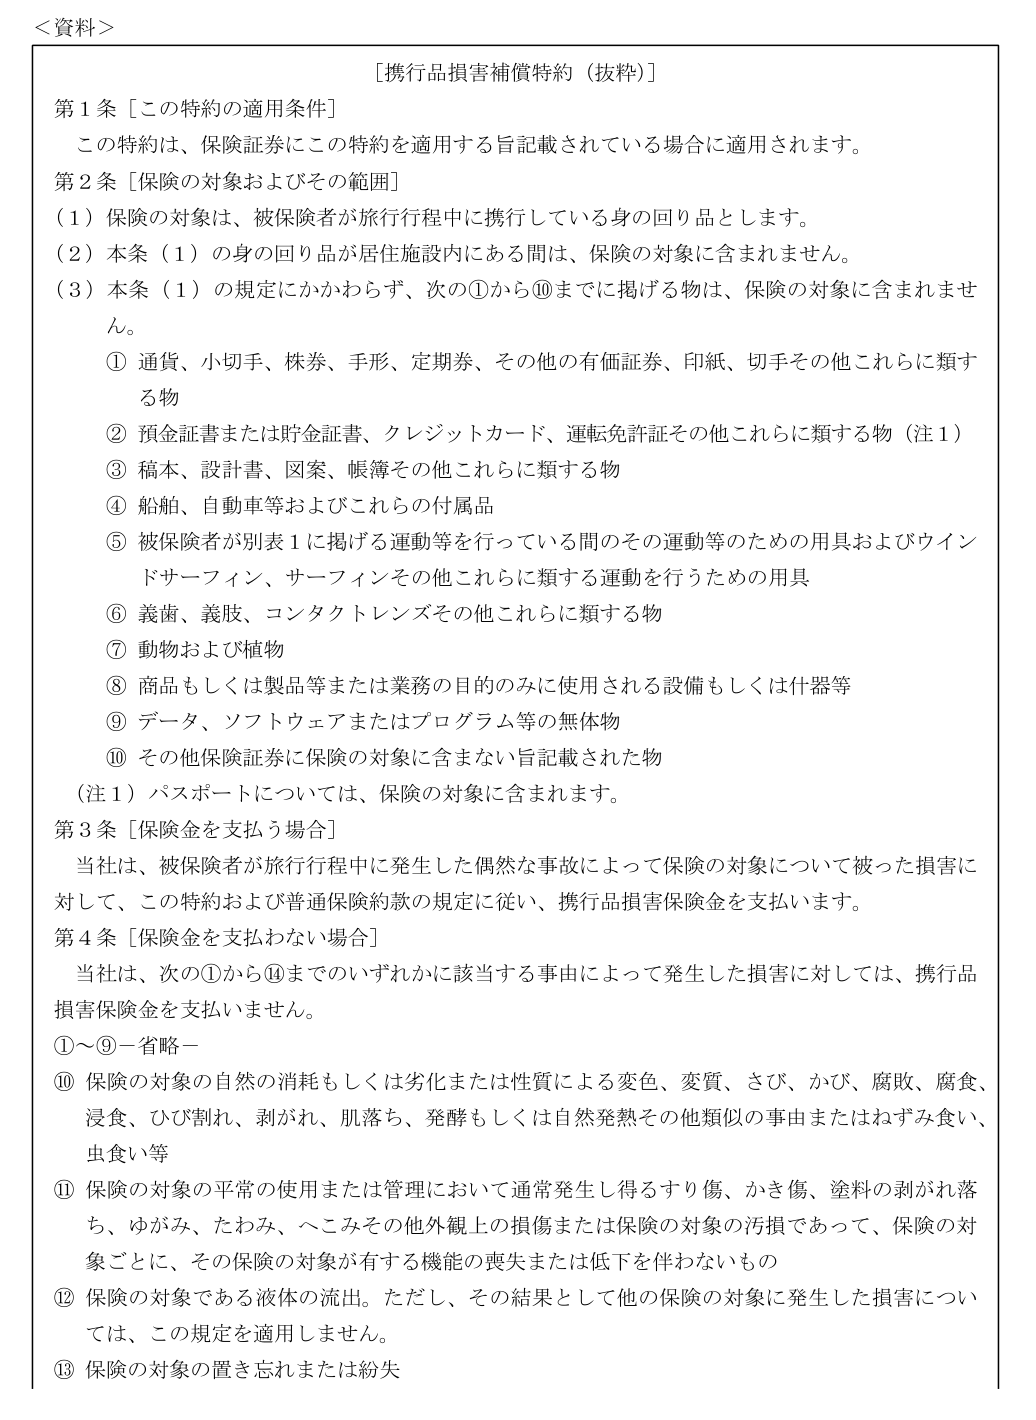 ＜資料＞
［携行品損害補償特約（抜粋）］
第１条［この特約の適用条件］
この特約は、保険証券にこの特約を適用する旨記載されている場合に適用されます。
第２条［保険の対象およびその範囲］
（１）保険の対象は、被保険者が旅行行程中に携行している身の回り品とします。
（２）本条（１）の身の回り品が居住施設内にある間は、保険の対象に含まれません。
（３）本条（１）の規定にかかわらず、次の①から⑩までに掲げる物は、保険の対象に含まれませ
ん。
① 通貨、小切手、株券、手形、定期券、その他の有価証券、印紙、切手その他これらに類す
る物
② 預金証書または貯金証書、クレジットカード、運転免許証その他これらに類する物（注１）
③ 稿本、設計書、図案、帳簿その他これらに類する物
④ 船舶、自動車等およびこれらの付属品
⑤ 被保険者が別表１に掲げる運動等を行っている間のその運動等のための用具およびウイン
ドサーフィン、サーフィンその他これらに類する運動を行うための用具
⑥ 義歯、義肢、コンタクトレンズその他これらに類する物
⑦ 動物および植物
⑧ 商品もしくは製品等または業務の目的のみに使用される設備もしくは什器等
⑨ データ、ソフトウェアまたはプログラム等の無体物
⑩ その他保険証券に保険の対象に含まない旨記載された物
（注１）パスポートについては、保険の対象に含まれます。
第３条［保険金を支払う場合］
当社は、被保険者が旅行行程中に発生した偶然な事故によって保険の対象について被った損害に
対して、この特約および普通保険約款の規定に従い、携行品損害保険金を支払います。
第４条［保険金を支払わない場合］
当社は、次の①から⑭までのいずれかに該当する事由によって発生した損害に対しては、携行品
損害保険金を支払いません。
①～⑨－省略－
⑩ 保険の対象の自然の消耗もしくは劣化または性質による変色、変質、さび、かび、腐敗、腐食、
浸食、ひび割れ、剥がれ、肌落ち、発酵もしくは自然発熱その他類似の事由またはねずみ食い、
虫食い等
⑪ 保険の対象の平常の使用または管理において通常発生し得るすり傷、かき傷、塗料の剥がれ落
ち、ゆがみ、たわみ、へこみその他外観上の損傷または保険の対象の汚損であって、保険の対
象ごとに、その保険の対象が有する機能の喪失または低下を伴わないもの
⑫ 保険の対象である液体の流出。ただし、その結果として他の保険の対象に発生した損害につい
ては、この規定を適用しません。
⑬ 保険の対象の置き忘れまたは紛失